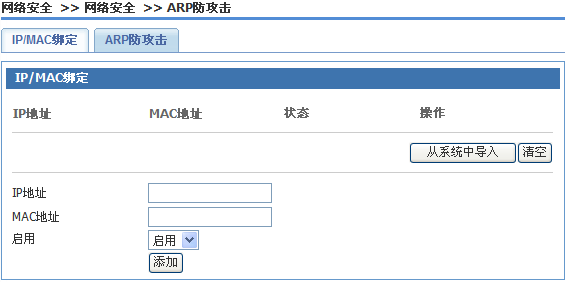 网络安全 >> 网络安全 >> ARP防攻击
IP/MAC绑定 ARP防攻击
IP/MAC绑定
IP地址 MAC地址 状态 操作
从系统中导入 清空
IP地址
MAC地址
启用 启用
添加